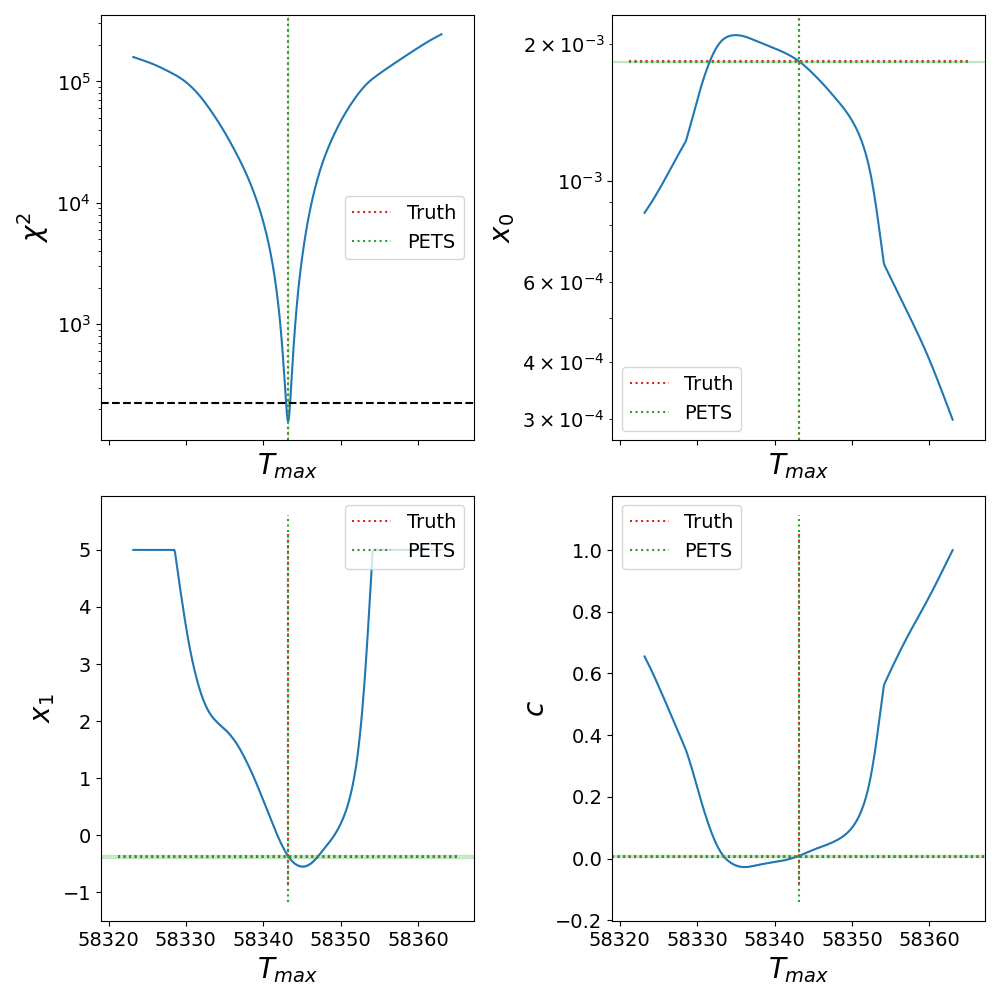 10⁵
10⁴
10³
χ²
Truth
PETS
T_max
2 × 10⁻³
10⁻³
6 × 10⁻⁴
4 × 10⁻⁴
3 × 10⁻⁴
x₀
Truth
PETS
T_max
5
4
3
2
1
0
−1
x₁
Truth
PETS
58320 58330 58340 58350 58360
T_max
1.0
0.8
0.6
0.4
0.2
0.0
−0.2
c
Truth
PETS
58320 58330 58340 58350 58360
T_max